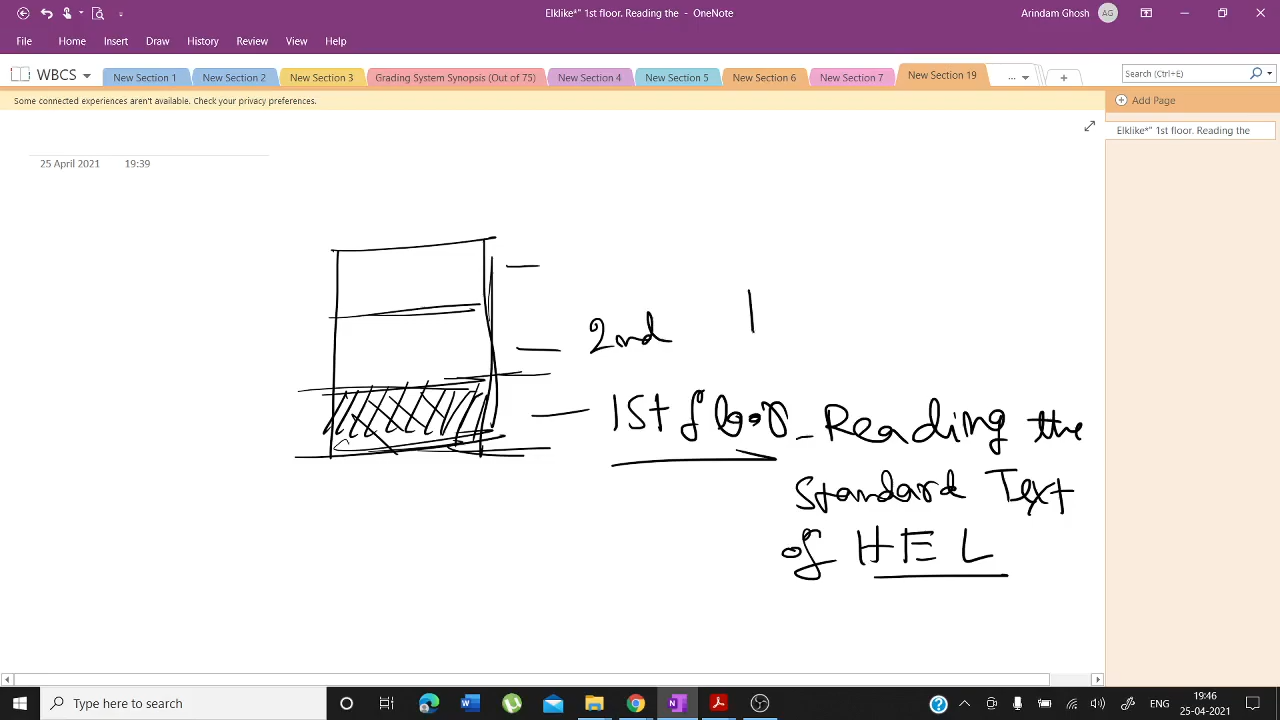 Elklike*" 1st floor. Reading the - OneNote
Arindam Ghosh AG
File Home Insert Draw History Review View Help
WBCS New Section 1 New Section 2 New Section 3 Grading System Synopsis (Out of 75) New Section 4 New Section 5 New Section 6 New Section 7 New Section 19 ... Search (Ctrl+E)
Some connected experiences aren't available. Check your privacy preferences.
Add Page
Elklike*" 1st floor. Reading the
25 April 2021 19:39
2nd
1st floor - Reading the
Standard Text
of HEL
Type here to search
ENG
19:46
25-04-2021